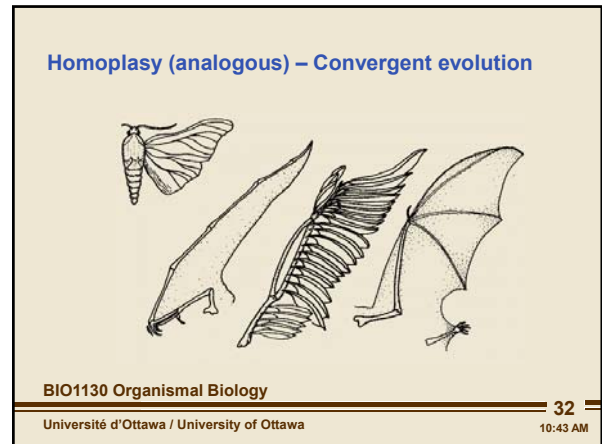 Homoplasy (analogous) – Convergent evolution
BIO1130 Organismal Biology
32
Université d'Ottawa / University of Ottawa
10:43 AM